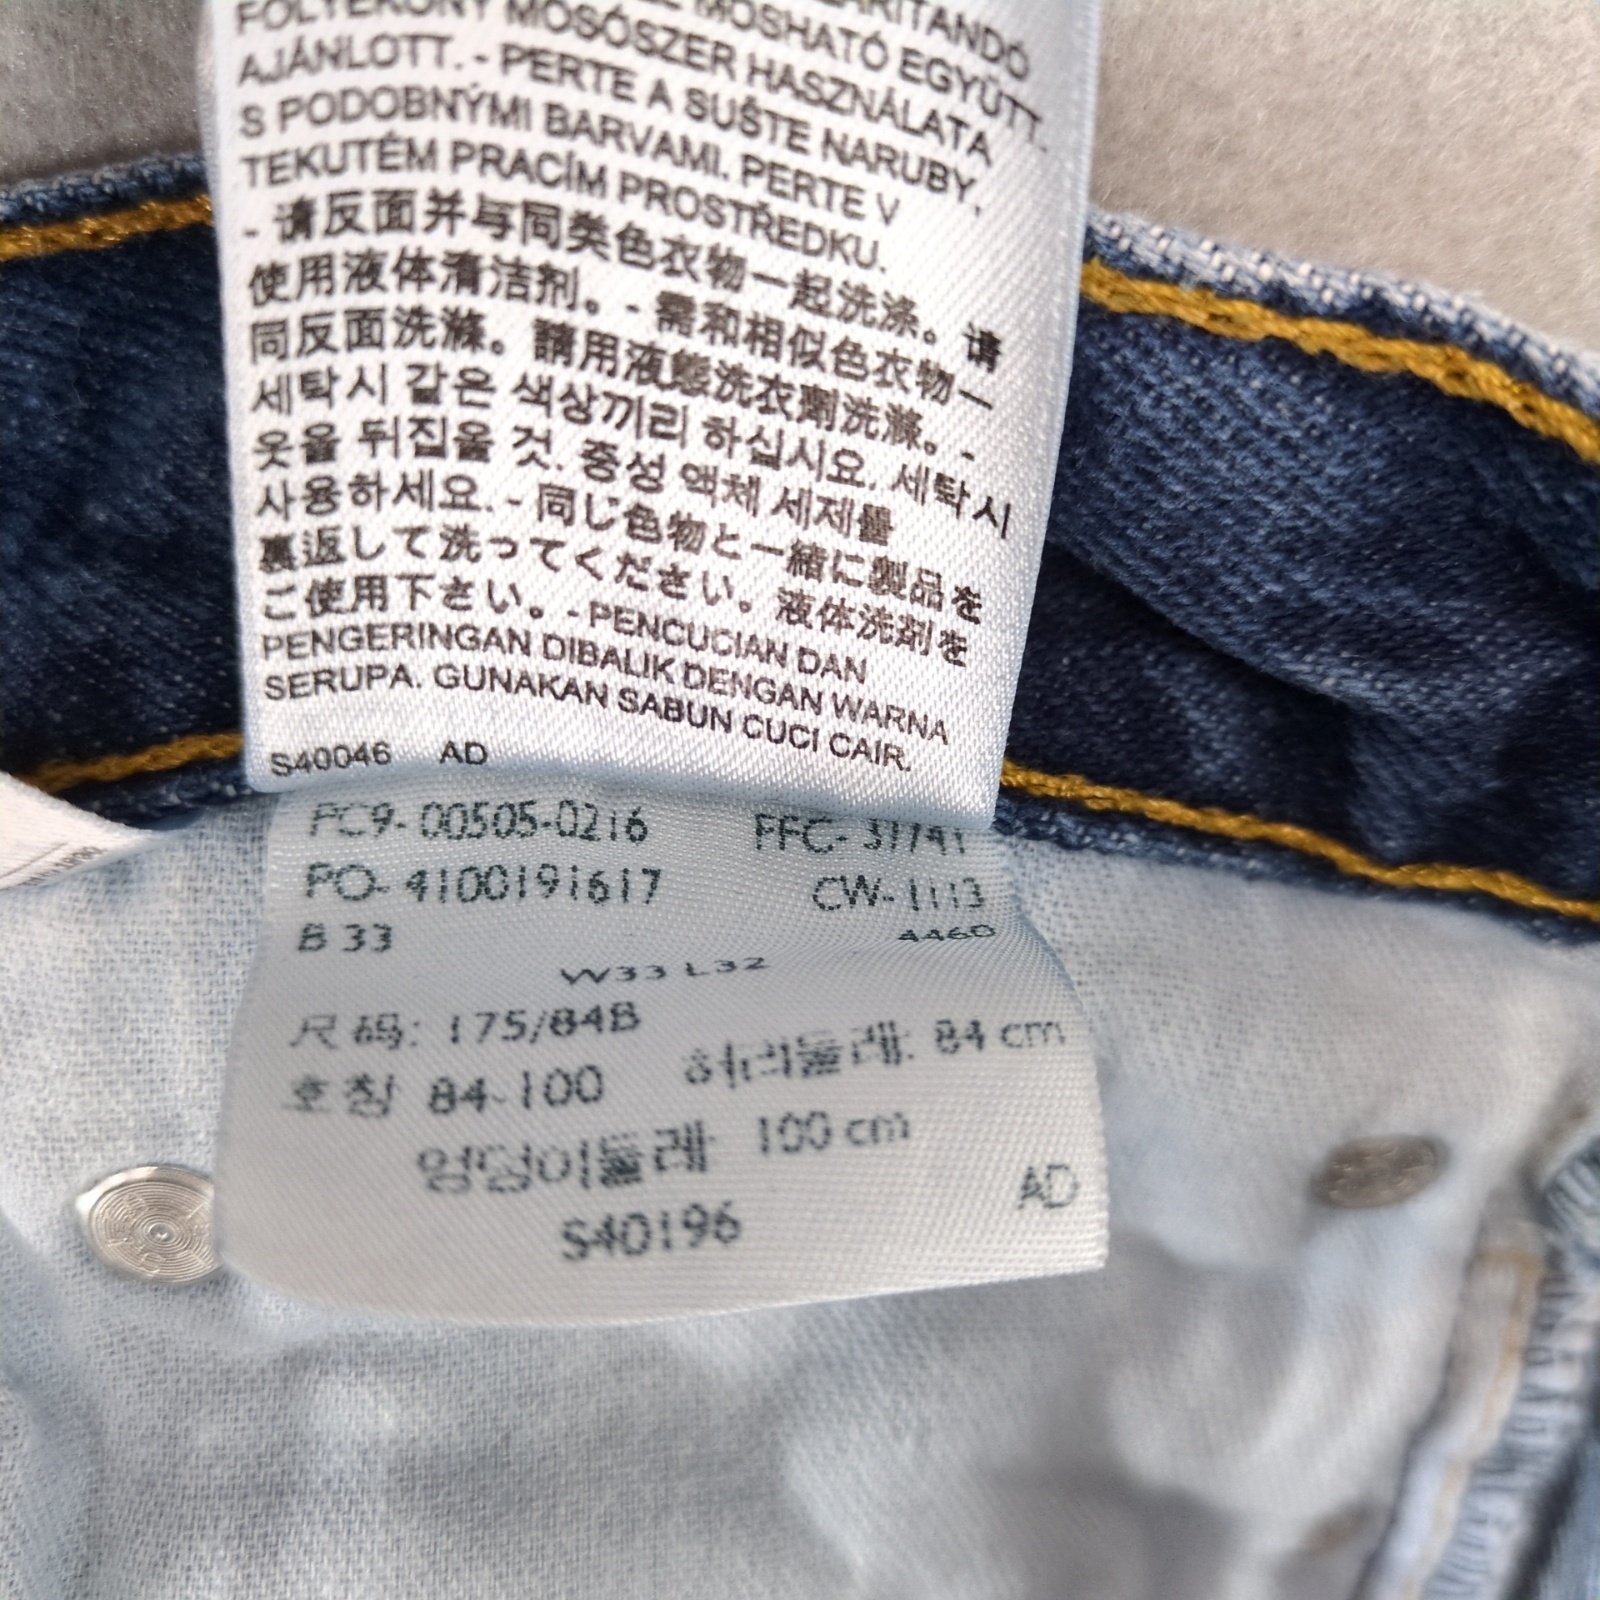 FOLYÉKONY MOSÓSZER HASZNÁLATA
MOSHATÓ EGYÜTT.
AJÁNLOTT. - PERTE A SUŠTE NARUBY,
S PODOBNÝMI BARVAMI. PERTE V
TEKUTÉM PRACÍM PROSTŘEDKU.
- 请反面并与同类色衣物一起洗涤。请
使用液体清洁剂。- 需和相似色衣物一
同反面洗滌。請用液態洗衣劑洗滌。-
세탁시 같은 색상끼리 하십시요. 세탁시
옷을 뒤집을 것. 중성 액체 세제를
사용하세요. - 同じ色物と一緒に製品を
裏返して洗ってください。液体洗剤を
ご使用下さい。- PENCUCIAN DAN
PENGERINGAN DIBALIK DENGAN WARNA
SERUPA. GUNAKAN SABUN CUCI CAIR.
S40046 AD
PC9-00505-0216 FFC-37741
PO-4100191617 CW-1113
B 33 4460
W33 L32
尺码: 175/84B
호칭 84-100 허리둘레: 84 cm
엉덩이둘레 100 cm
AD
S40196